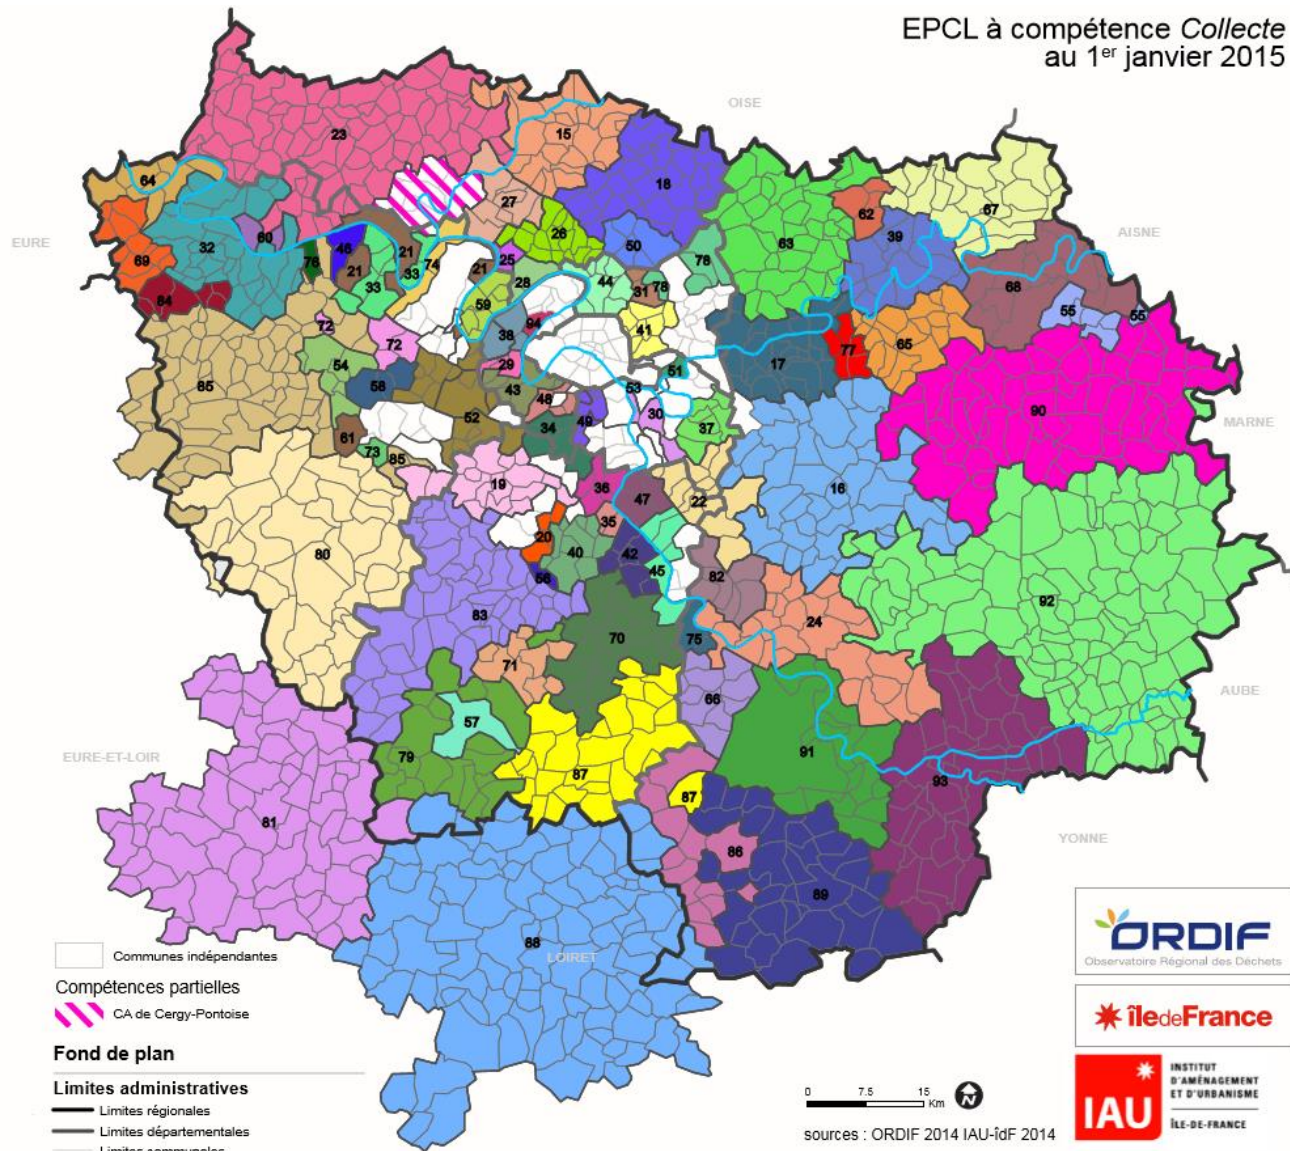 EPCL à compétence Collecte
au 1er janvier 2015
OISE
23
15
18
64
27
63
62
67
39
26
50
EURE
32
60
46
21
74
25
78
AISNE
69
76
21
33
21
28
44
31
78
68
84
33
59
55
55
72
38
94
41
72
54
29
51
17
77
65
85
58
43
53
90
52
48
49
30
37
MARNE
61
34
73
85
19
36
47
22
16
35
20
40
42
80
56
45
82
92
83
24
70
75
71
66
AUBE
57
91
EURE-ET-LOIR
79
87
93
87
81
YONNE
86
89
88
LOIRET
Communes indépendantes
Compétences partielles
CA de Cergy-Pontoise
Fond de plan
Limites administratives
Limites régionales
Limites départementales
Limites communales
0 7.5 15
Km
N
sources : ORDIF 2014 IAU-îdF 2014
ORDIF
Observatoire Régional des Déchets
île de France
IAU
INSTITUT
D'AMÉNAGEMENT
ET D'URBANISME
ÎLE-DE-FRANCE